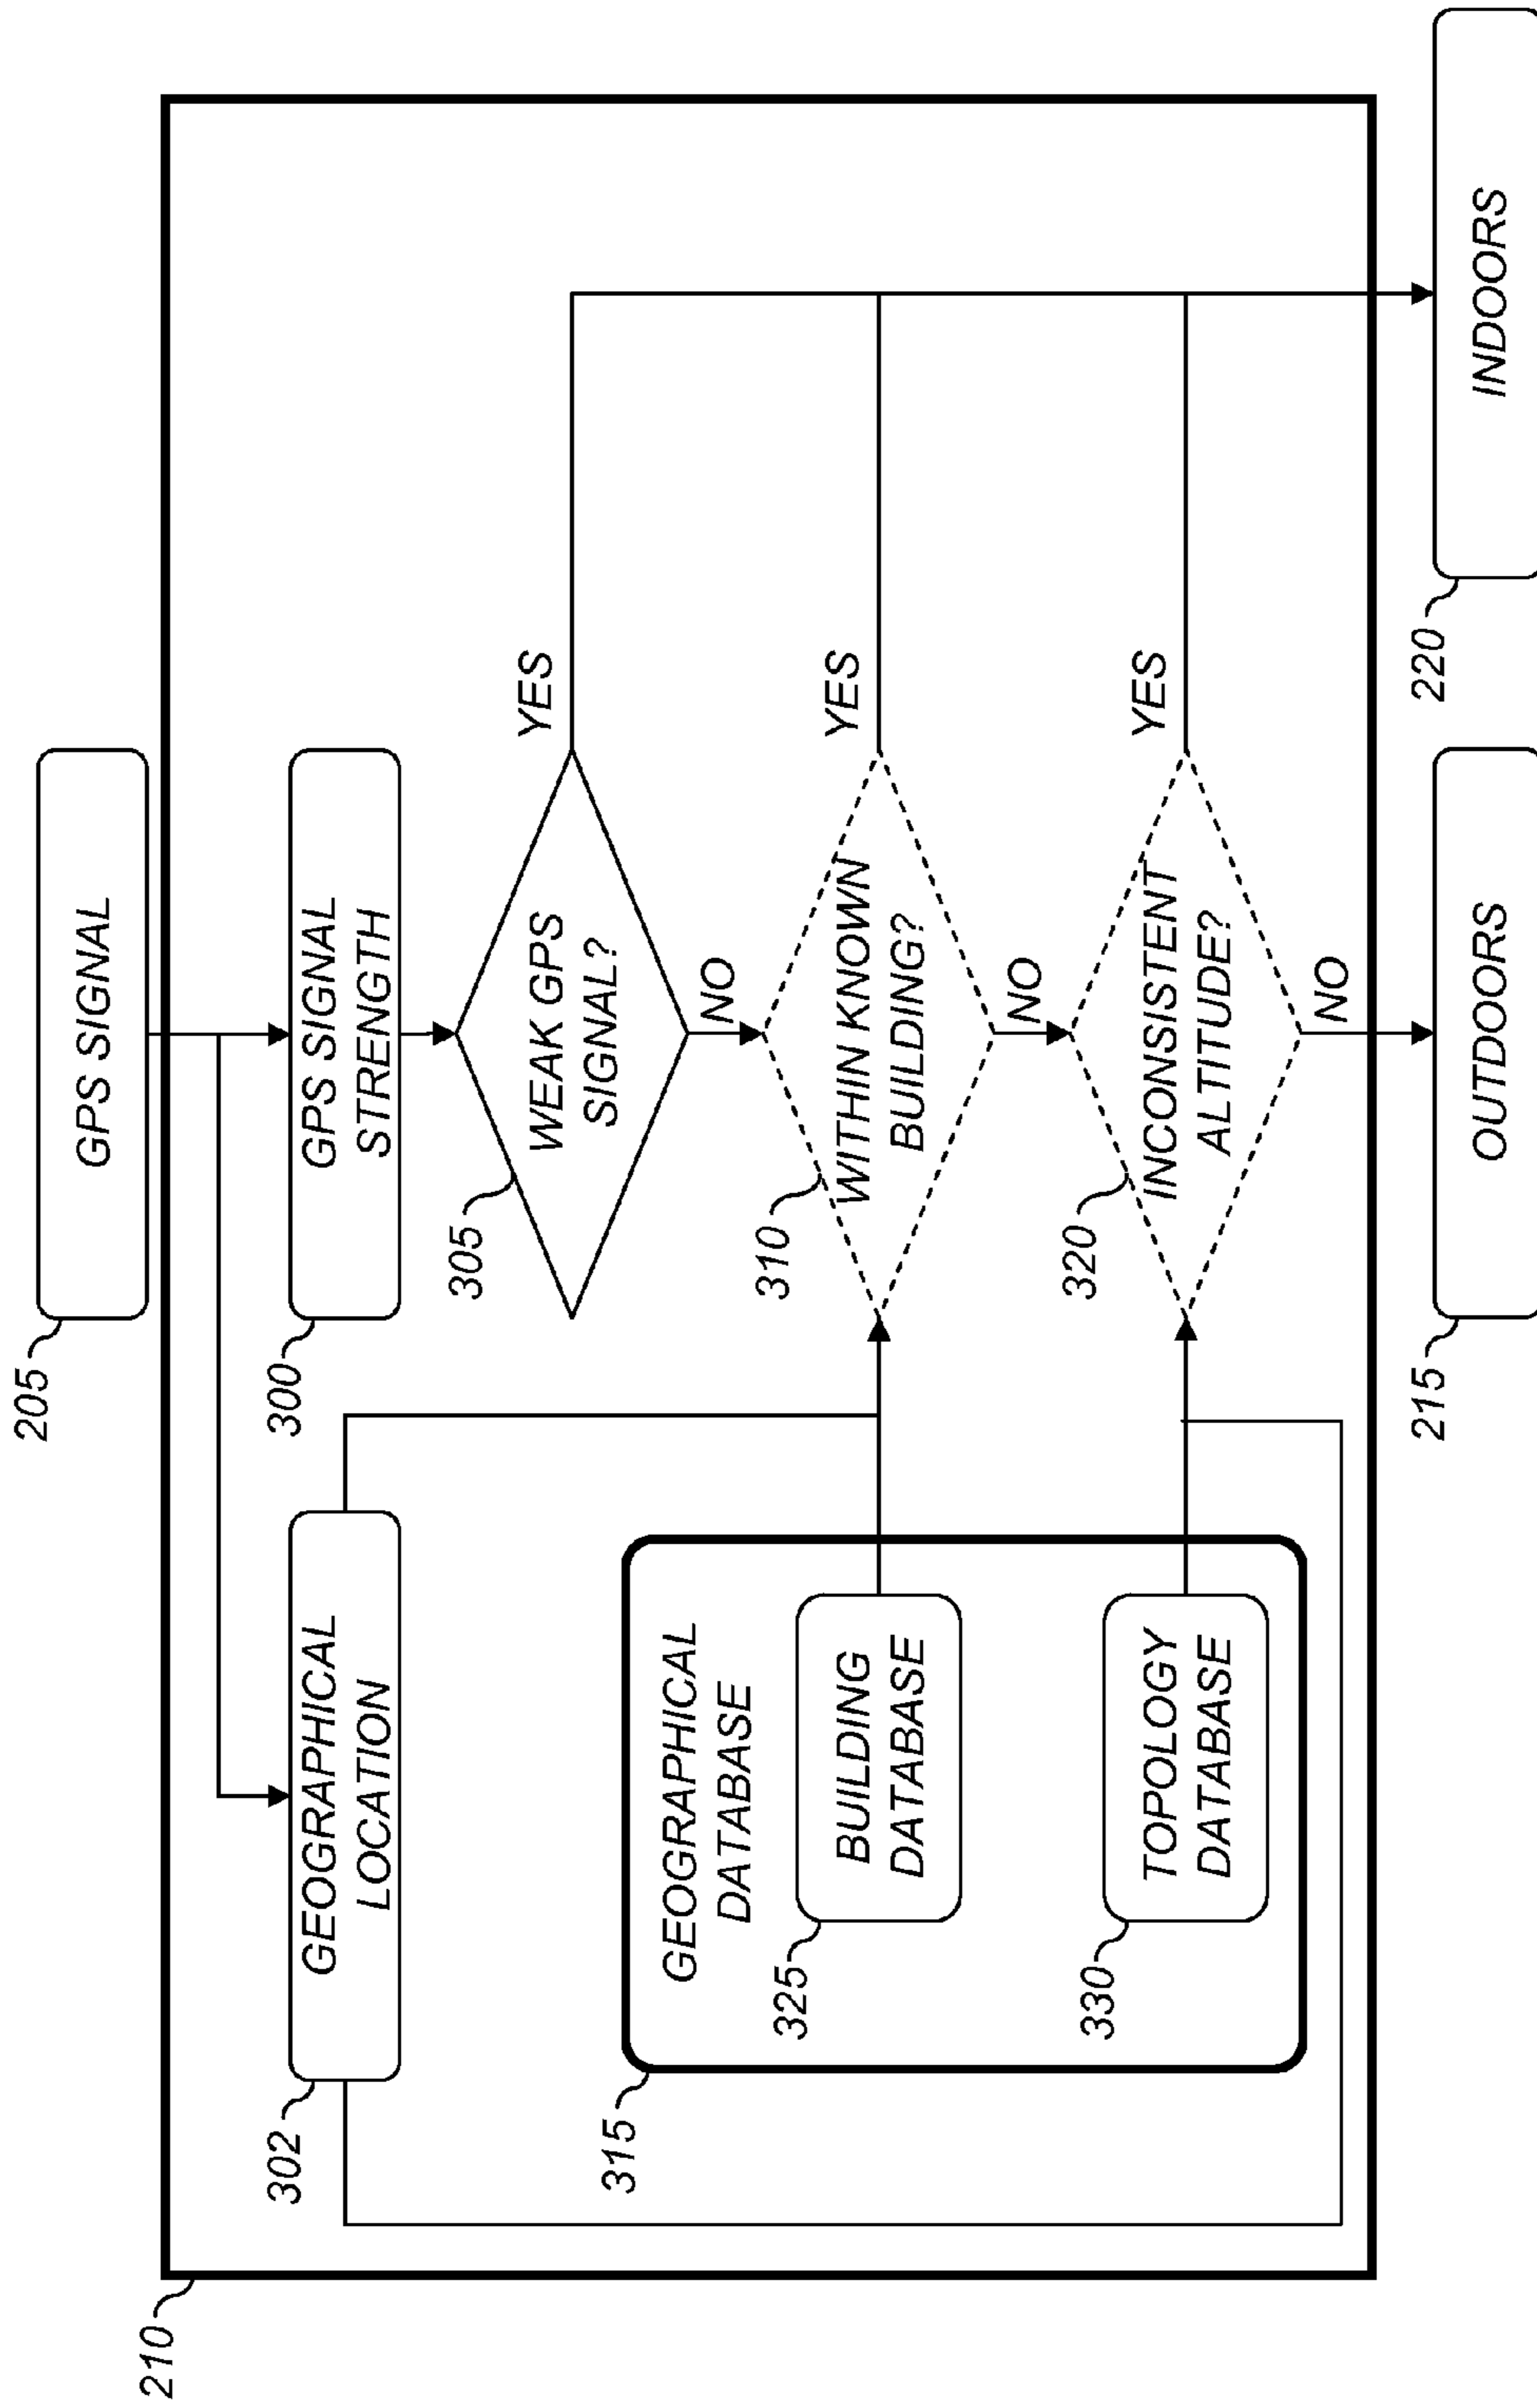 205
GPS SIGNAL
210
302
GEOGRAPHICAL
LOCATION
300
GPS SIGNAL
STRENGTH
305
WEAK GPS
SIGNAL?
YES
NO
315
GEOGRAPHICAL
DATABASE
325
BUILDING
DATABASE
310
WITHIN KNOWN
BUILDING?
YES
NO
330
TOPOLOGY
DATABASE
320
INCONSISTENT
ALTITUDE?
YES
NO
215
OUTDOORS
220
INDOORS